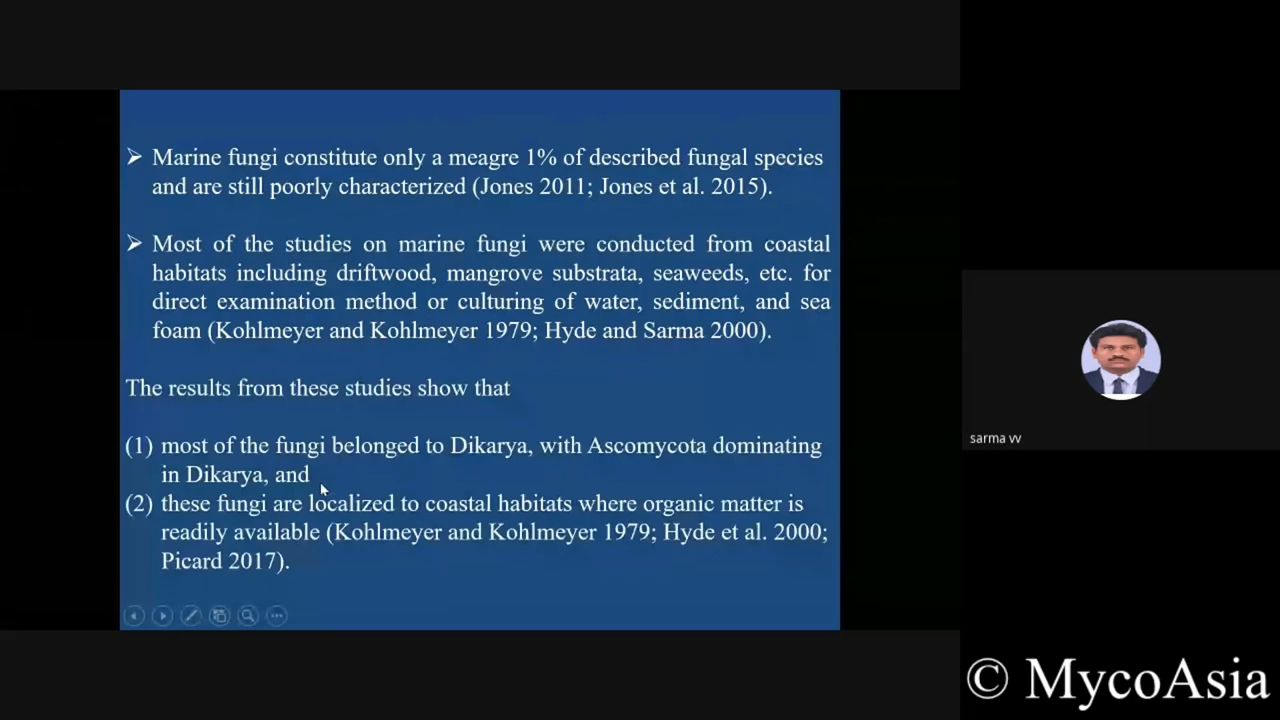 Marine fungi constitute only a meagre 1% of described fungal species
and are still poorly characterized (Jones 2011; Jones et al. 2015).
Most of the studies on marine fungi were conducted from coastal
habitats including driftwood, mangrove substrata, seaweeds, etc. for
direct examination method or culturing of water, sediment, and sea
foam (Kohlmeyer and Kohlmeyer 1979; Hyde and Sarma 2000).
The results from these studies show that
(1) most of the fungi belonged to Dikarya, with Ascomycota dominating
in Dikarya, and
(2) these fungi are localized to coastal habitats where organic matter is
readily available (Kohlmeyer and Kohlmeyer 1979; Hyde et al. 2000;
Picard 2017).
sarma vv
© MycoAsia